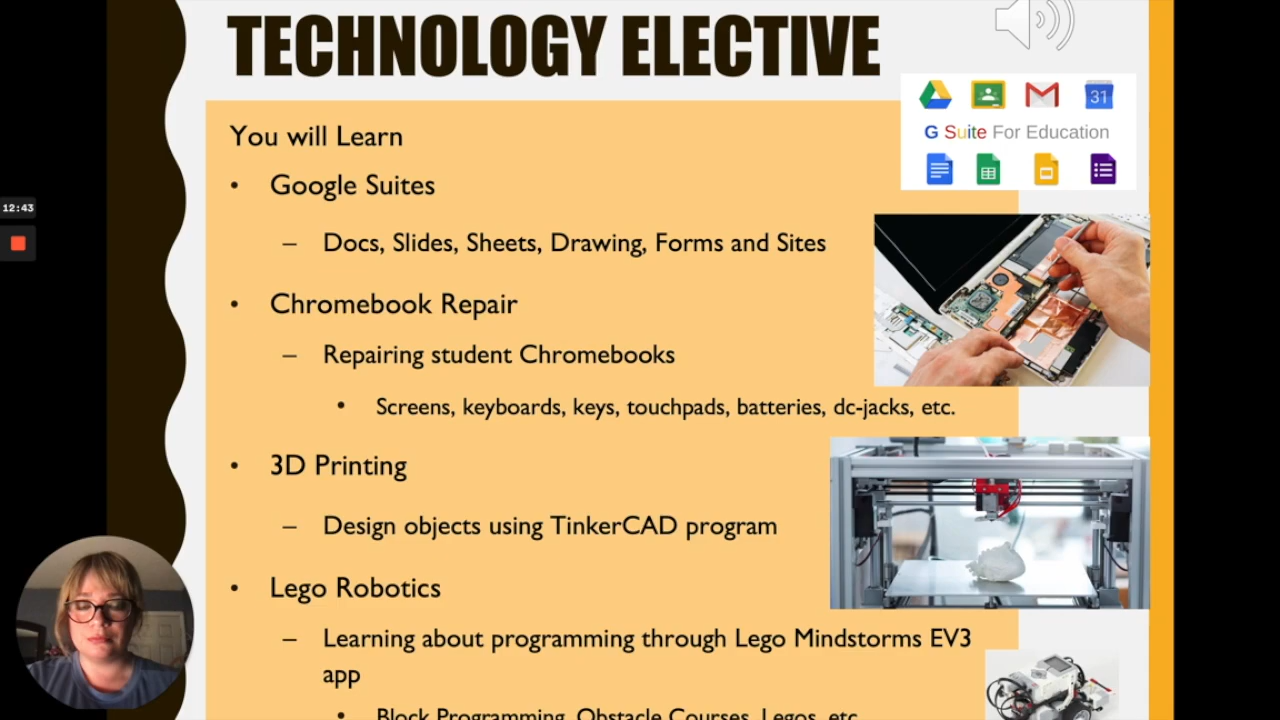 TECHNOLOGY ELECTIVE
31
G Suite For Education
You will Learn
• Google Suites
– Docs, Slides, Sheets, Drawing, Forms and Sites
12:43
• Chromebook Repair
– Repairing student Chromebooks
• Screens, keyboards, keys, touchpads, batteries, dc-jacks, etc.
• 3D Printing
– Design objects using TinkerCAD program
• Lego Robotics
– Learning about programming through Lego Mindstorms EV3
app
• Block Programming, Obstacle Courses, Legos, etc